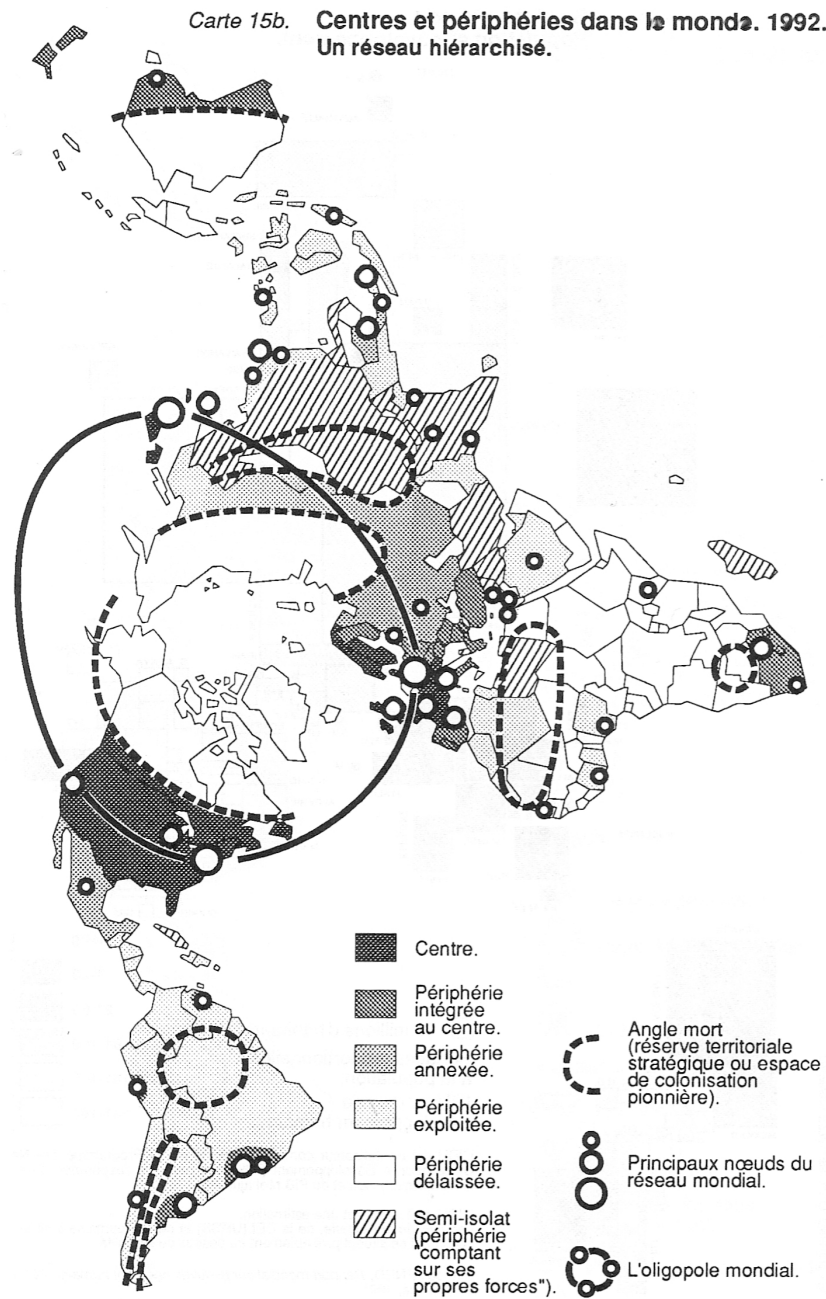 Carte 15b. Centres et périphéries dans le monde. 1992.
Un réseau hiérarchisé.
Centre.
Périphérie
intégrée
au centre.
Périphérie
annexée.
Périphérie
exploitée.
Périphérie
délaissée.
Semi-isolat
(périphérie
"comptant
sur ses
propres forces").
Angle mort
(réserve territoriale
stratégique ou espace
de colonisation
pionnière).
Principaux nœuds du
réseau mondial.
L'oligopole mondial.